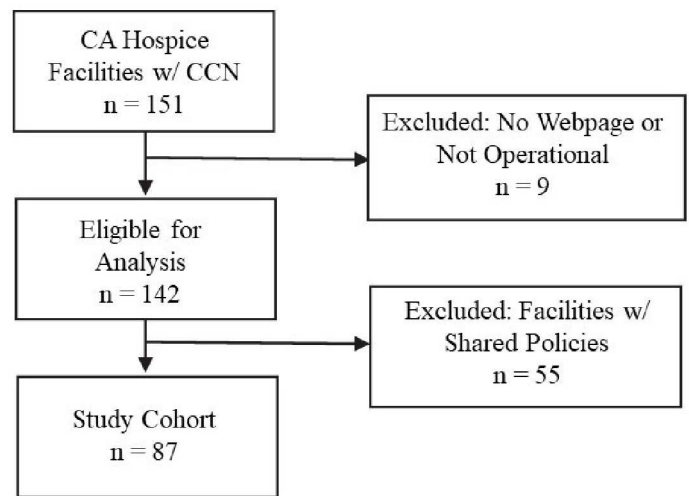 CA Hospice
Facilities w/ CCN
n = 151
Excluded: No Webpage or
Not Operational
n = 9
Eligible for
Analysis
n = 142
Excluded: Facilities w/
Shared Policies
n = 55
Study Cohort
n = 87